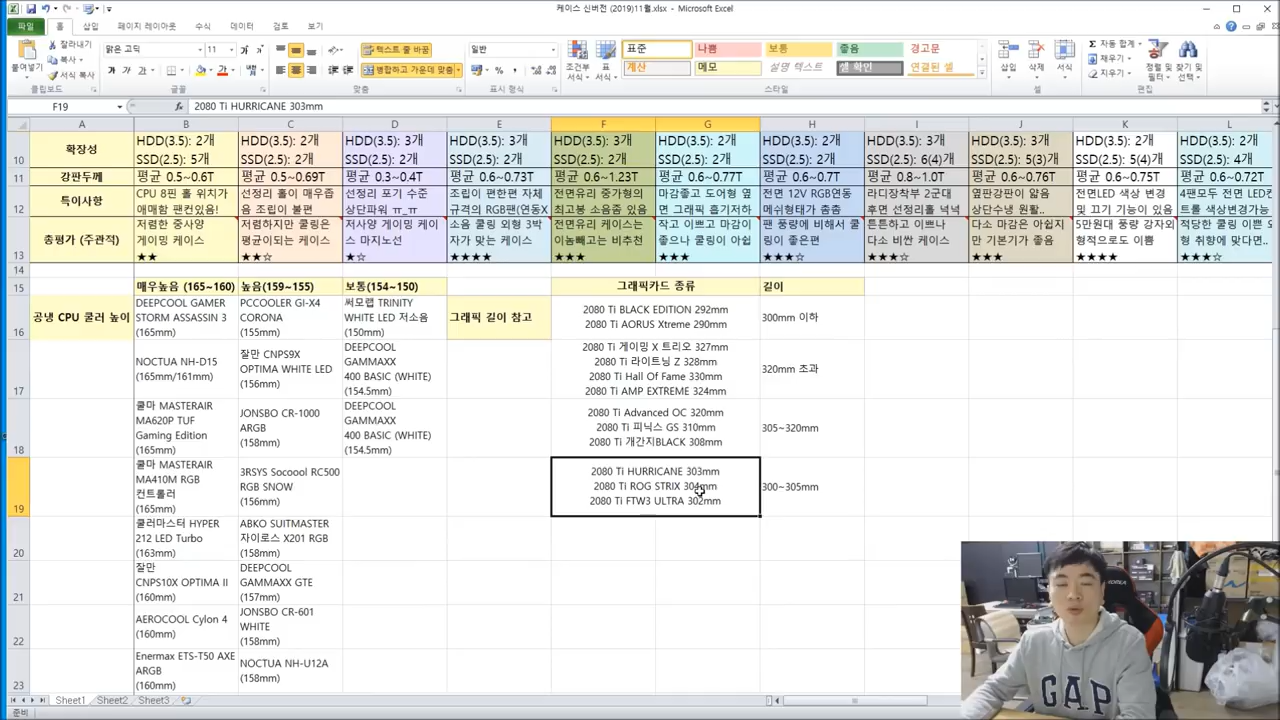 케이스 신버전 (2019)11월.xlsx - Microsoft Excel
파일 홈 삽입 페이지 레이아웃 수식 데이터 검토 보기
붙여넣기
잘라내기
복사
서식 복사
클립보드
맑은 고딕 11
글꼴
텍스트 줄 바꿈
병합하고 가운데 맞춤
맞춤
일반
표시 형식
조건부 서식
표 서식
표준 나쁨 보통 좋음 경고문
계산 메모 설명 텍스트 셀 확인 연결된 셀
스타일
삽입 삭제 서식
셀
자동 합계
채우기
지우기
정렬 및 필터
찾기 및 선택
편집
F19 fx 2080 Ti HURRICANE 303mm
A B C D E F G H I J K L
10
확장성
HDD(3.5): 2개
SSD(2.5): 5개
HDD(3.5): 2개
SSD(2.5): 2개
HDD(3.5): 2개
SSD(2.5): 2개
HDD(3.5): 3개
SSD(2.5): 2개
HDD(3.5): 3개
SSD(2.5): 2개
HDD(3.5): 2개
SSD(2.5): 2개
HDD(3.5): 2개
SSD(2.5): 2개
HDD(3.5): 3개
SSD(2.5): 6(4)개
HDD(3.5): 3개
SSD(2.5): 5(3)개
HDD(3.5): 2개
SSD(2.5): 5(4)개
HDD(3.5): 2개
SSD(2.5): 4개
11
강판두께
평균 0.5~0.6T
평균 0.5~0.69T
평균 0.3~0.4T
평균 0.6~0.73T
평균 0.6~1.23T
평균 0.6~0.77T
평균 0.6~0.7T
평균 0.8~1.0T
평균 0.6~0.76T
평균 0.6~0.75T
평균 0.6~0.72T
12
특이사항
CPU 8핀 홀 위치가
애매함 팬컨있음!
선정리 홀이 매우좁
음 조립이 불편
선정리 포기 수준
상단파워 ㅠ_ㅠ
조립이 편한편 자체
규격의 RGB팬(연동X
전면유리 중가형의
최고봉 소음좀 있음
마감좋고 도어형 옆
면 그래픽 흡기저하
전면 12V RGB연동
메쉬형태가 촘촘
라디장착부 2군대
후면 선정리홀 넉넉
옆판강판이 얇음
상단수냉 원활..
전면LED 색상 변경
및 끄기 기능이 있음
4팬모두 전면 LED컨
트롤 색상변경가능
13
총평가 (주관적)
저렴한 중사양
게이밍 케이스
★★
저렴하지만 쿨링은
평균이되는 케이스
★★☆
저사양 게이밍 케이
스 마지노선
★☆
소음 쿨링 외형 3박
자가 맞는 케이스
★★★★
전면유리 케이스는
이놈빼고는 비추천
★★★
작고 이쁘고 마감이
좋으나 쿨링이 아쉽
★★★
팬 풍량에 비해서 쿨
링이 좋은편
★★★☆
튼튼하고 이쁘나
다소 비싼 케이스
★★★☆
다소 마감은 아쉽지
만 기본기가 좋음
★★★
5만원대 풍량 강자외
형적으로도 이쁨
★★★★
적당한 쿨링 이쁜 외
형 취향에 맞다면..
★★★☆
14
15
매우높음 (165~160)
높음(159~155)
보통(154~150)
그래픽카드 종류
길이
16
공냉 CPU 쿨러 높이
DEEPCOOL GAMER
STORM ASSASSIN 3
(165mm)
PCCOOLER GI-X4
CORONA
(155mm)
써모랩 TRINITY
WHITE LED 저소음
(150mm)
그래픽 길이 참고
2080 Ti BLACK EDITION 292mm
2080 Ti AORUS Xtreme 290mm
300mm 이하
17
NOCTUA NH-D15
(165mm/161mm)
잘만 CNPS9X
OPTIMA WHITE LED
(156mm)
DEEPCOOL
GAMMAXX
400 BASIC (WHITE)
(154.5mm)
2080 Ti 게이밍 X 트리오 327mm
2080 Ti 라이트닝 Z 328mm
2080 Ti Hall Of Fame 330mm
2080 Ti AMP EXTREME 324mm
320mm 초과
18
쿨마 MASTERAIR
MA620P TUF
Gaming Edition
(165mm)
JONSBO CR-1000
ARGB
(158mm)
DEEPCOOL
GAMMAXX
400 BASIC (WHITE)
(154.5mm)
2080 Ti Advanced OC 320mm
2080 Ti 피닉스 GS 310mm
2080 Ti 개간지BLACK 308mm
305~320mm
19
쿨마 MASTERAIR
MA410M RGB
컨트롤러
(165mm)
3RSYS Socoool RC500
RGB SNOW
(156mm)
2080 Ti HURRICANE 303mm
2080 Ti ROG STRIX 304mm
2080 Ti FTW3 ULTRA 302mm
300~305mm
20
쿨러마스터 HYPER
212 LED Turbo
(163mm)
ABKO SUITMASTER
자이로스 X201 RGB
(158mm)
21
잘만
CNPS10X OPTIMA II
(160mm)
DEEPCOOL
GAMMAXX GTE
(157mm)
22
AEROCOOL Cylon 4
(160mm)
JONSBO CR-601
WHITE
(158mm)
23
Enermax ETS-T50 AXE
ARGB
(160mm)
NOCTUA NH-U12A
(158mm)
GAP
Sheet1 Sheet2 Sheet3
준비